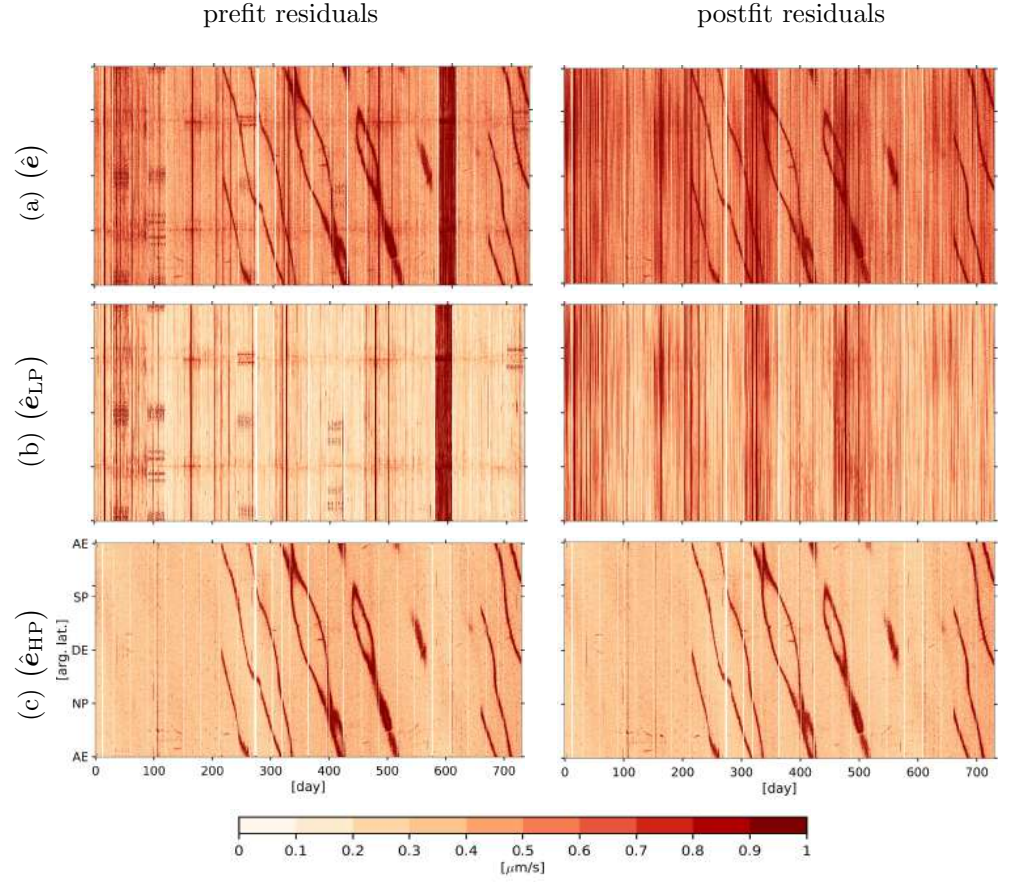 prefit residuals
postfit residuals
(a) (ê)
(b) (ê_LP)
(c) (ê_HP)
AE
SP
DE
NP
AE
[arg. lat.]
0 100 200 300 400 500 600 700
[day]
0 100 200 300 400 500 600 700
[day]
0 0.1 0.2 0.3 0.4 0.5 0.6 0.7 0.8 0.9 1
[μm/s]